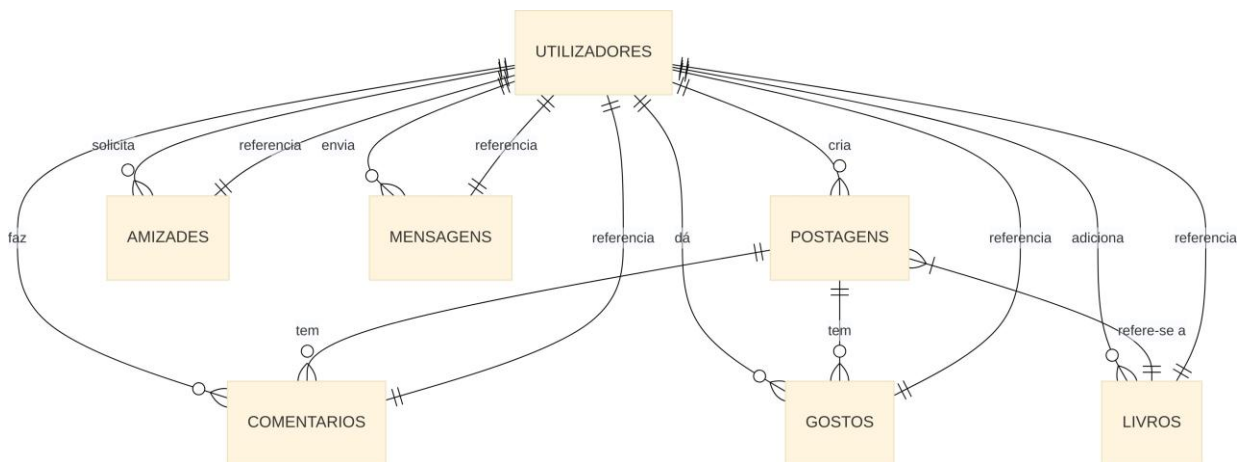 UTILIZADORES
solicita
referencia
envia
referencia
cria
AMIZADES
MENSAGENS
faz
referencia
dá
POSTAGENS
referencia
adiciona
referencia
tem
tem
refere-se a
COMENTARIOS
GOSTOS
LIVROS